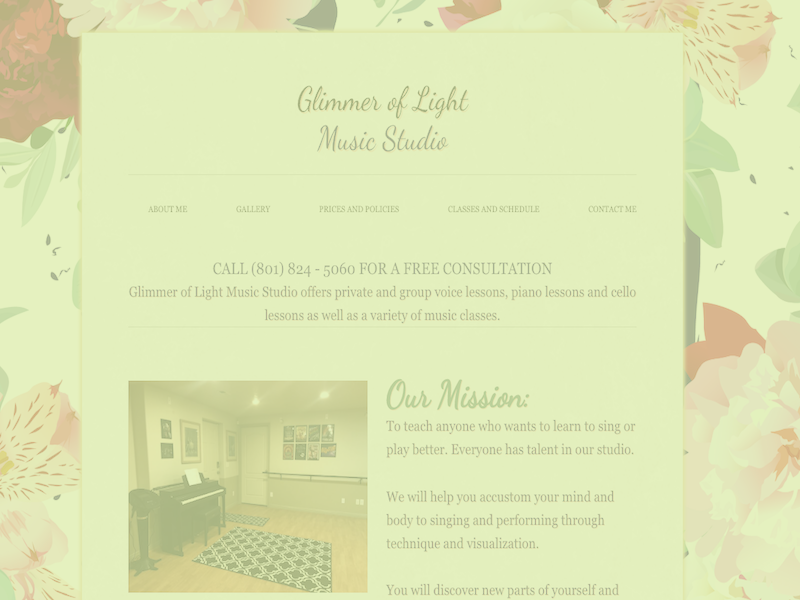 Glimmer of Light
Music Studio
ABOUT ME
GALLERY
PRICES AND POLICIES
CLASSES AND SCHEDULE
CONTACT ME
CALL (801) 824 - 5060 FOR A FREE CONSULTATION
Glimmer of Light Music Studio offers private and group voice lessons, piano lessons and cello
lessons as well as a variety of music classes.
Our Mission:
To teach anyone who wants to learn to sing or
play better. Everyone has talent in our studio.
We will help you accustom your mind and
body to singing and performing through
technique and visualization.
You will discover new parts of yourself and